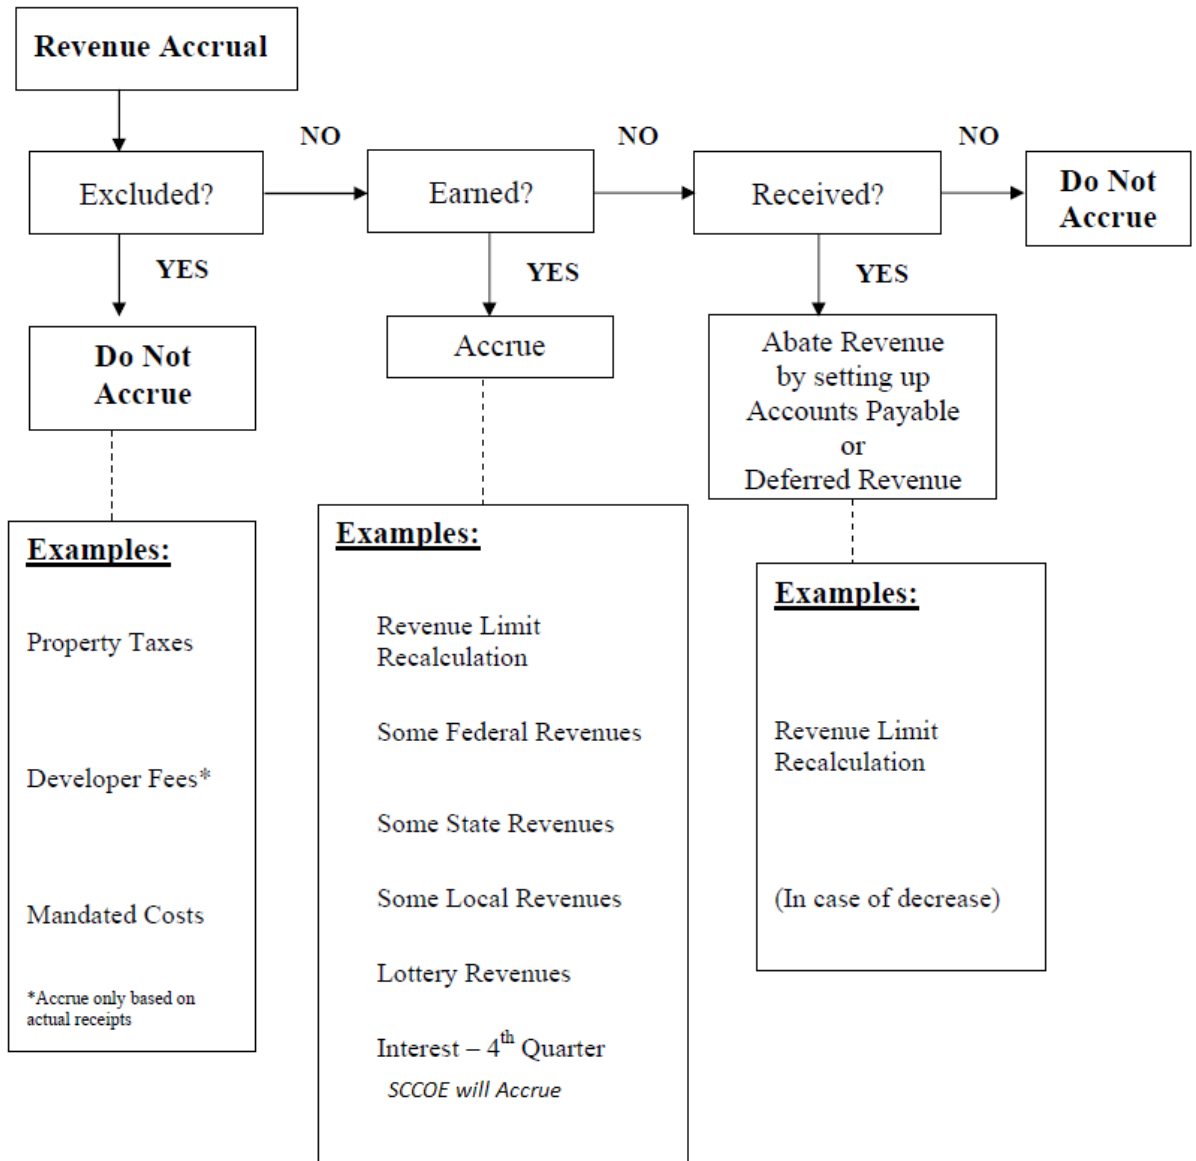 Revenue Accrual
NO
NO
NO
Excluded?
Earned?
Received?
Do Not
Accrue
YES
YES
YES
Do Not
Accrue
Accrue
Abate Revenue
by setting up
Accounts Payable
or
Deferred Revenue
Examples:
Property Taxes
Developer Fees*
Mandated Costs
*Accrue only based on
actual receipts
Examples:
Revenue Limit
Recalculation
Some Federal Revenues
Some State Revenues
Some Local Revenues
Lottery Revenues
Interest – 4th Quarter
SCCOE will Accrue
Examples:
Revenue Limit
Recalculation
(In case of decrease)